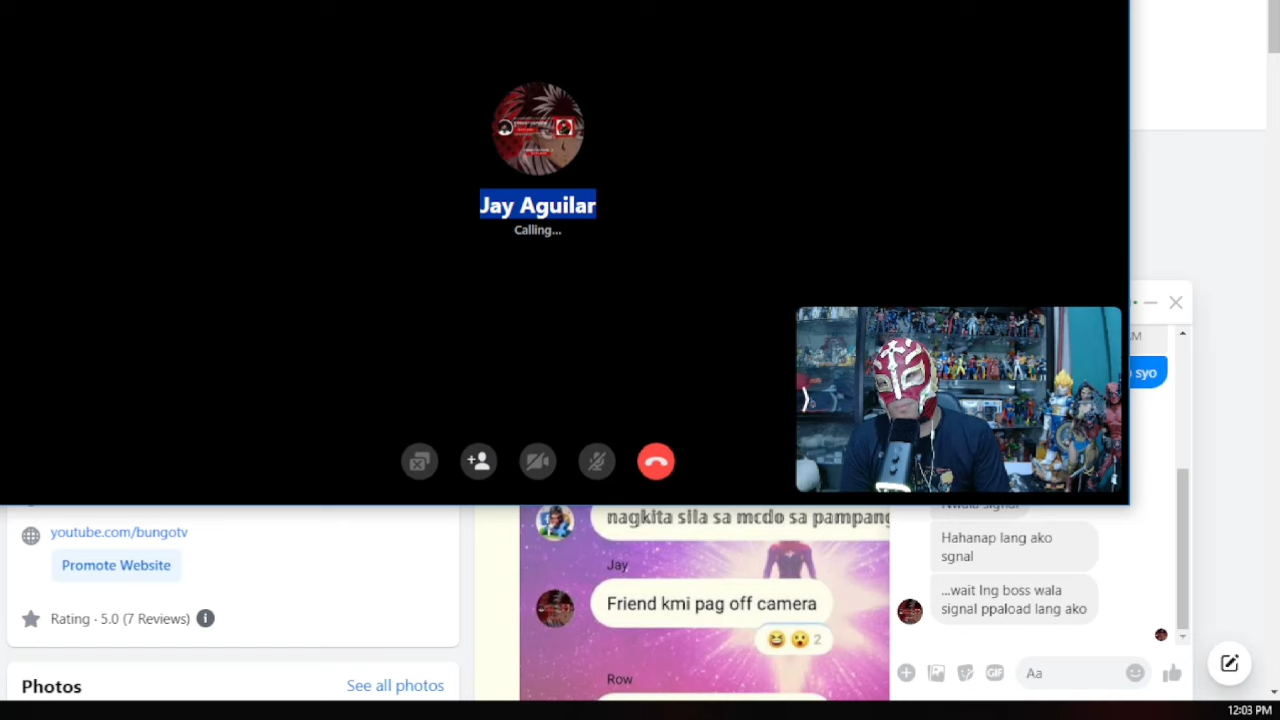 Jay Aguilar
Calling...
syo
Hahanap lang ako
sgnal
...wait lng boss wala
signal ppaload lang ako
Aa
GIF
youtube.com/bungotv
Promote Website
Rating · 5.0 (7 Reviews)
Photos
See all photos
nagkita sila sa mcdo sa pampang
Jay
Friend kmi pag off camera
2
Row
12:03 PM